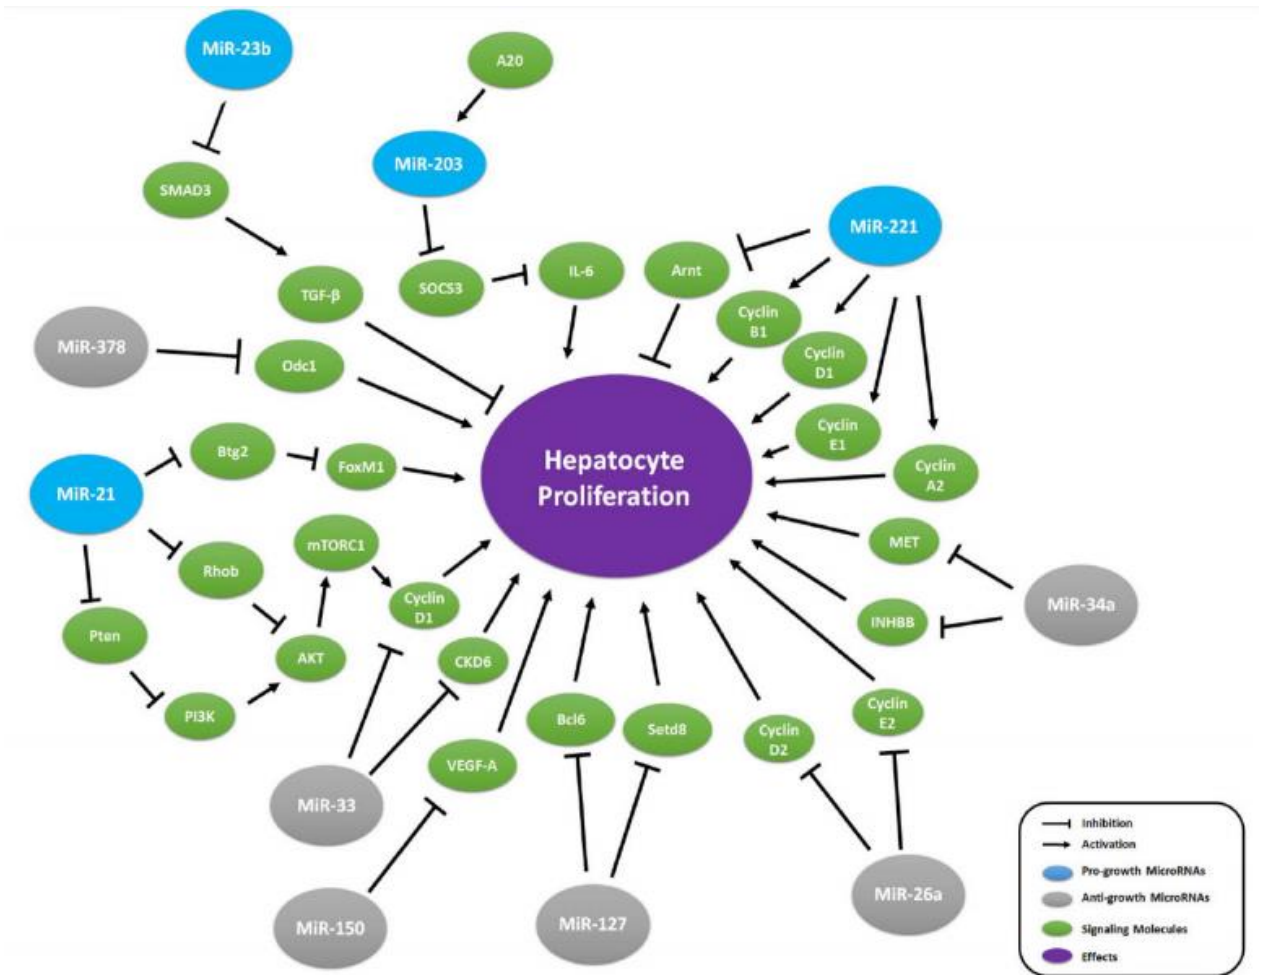 MiR-23b
A20
MiR-203
SMAD3
MiR-221
TGF-β
SOCS3
IL-6
Arnt
Cyclin
B1
MiR-378
Odc1
Cyclin
D1
Cyclin
E1
Btg2
FoxM1
Hepatocyte
Proliferation
Cyclin
A2
MiR-21
mTORC1
MET
Rhob
Cyclin
D1
MiR-34a
INHBB
Pten
AKT
CKD6
PI3K
Bcl6
Setd8
Cyclin
D2
Cyclin
E2
VEGF-A
MiR-33
MiR-150
MiR-127
MiR-26a
Inhibition
Activation
Pro-growth MicroRNAs
Anti-growth MicroRNAs
Signaling Molecules
Effects